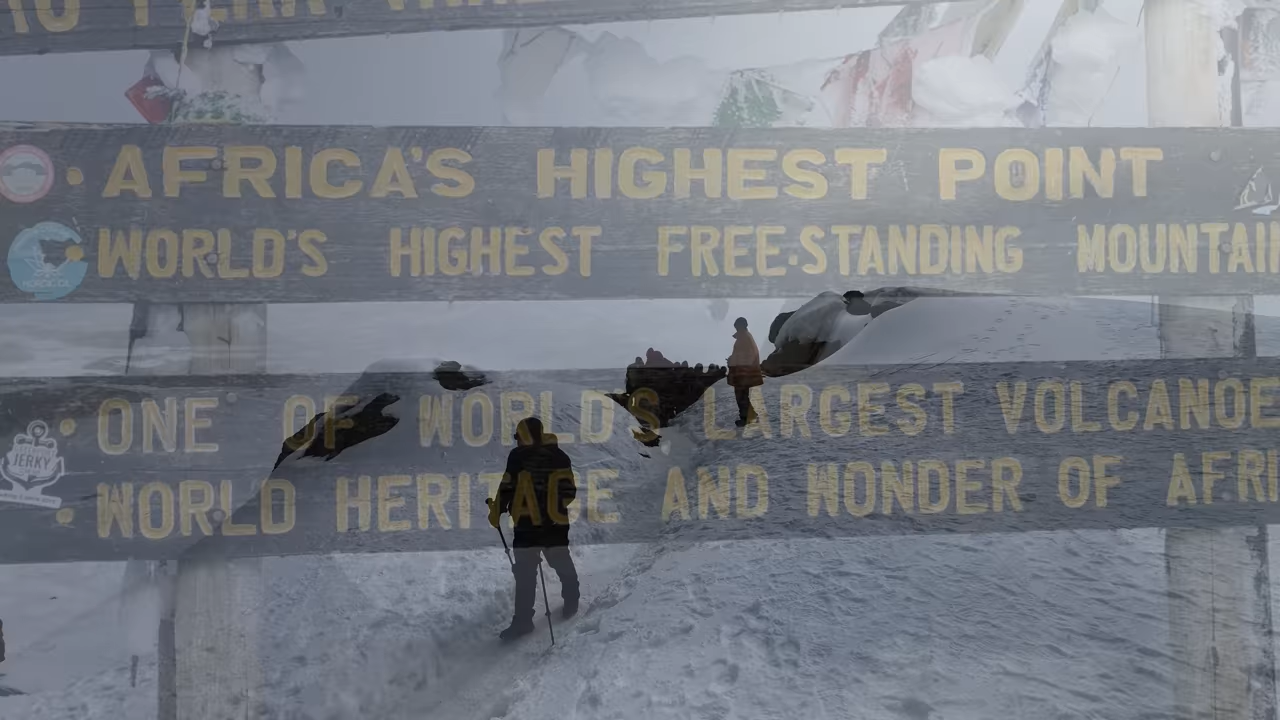 AFRICA'S HIGHEST POINT
WORLD'S HIGHEST FREE-STANDING MOUNTAIN
ONE OF WORLD'S LARGEST VOLCANOE
WORLD HERITAGE AND WONDER OF AFRI
JERKY